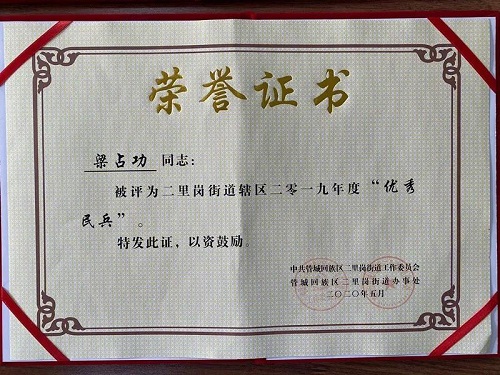 荣誉证书
梁占功 同志：
被评为二里岗街道辖区二零一九年度“优秀
民兵”。
特发此证，以资鼓励。
中共管城回族区二里岗街道工作委员会
管城回族区二里岗街道办事处
二〇二〇年五月